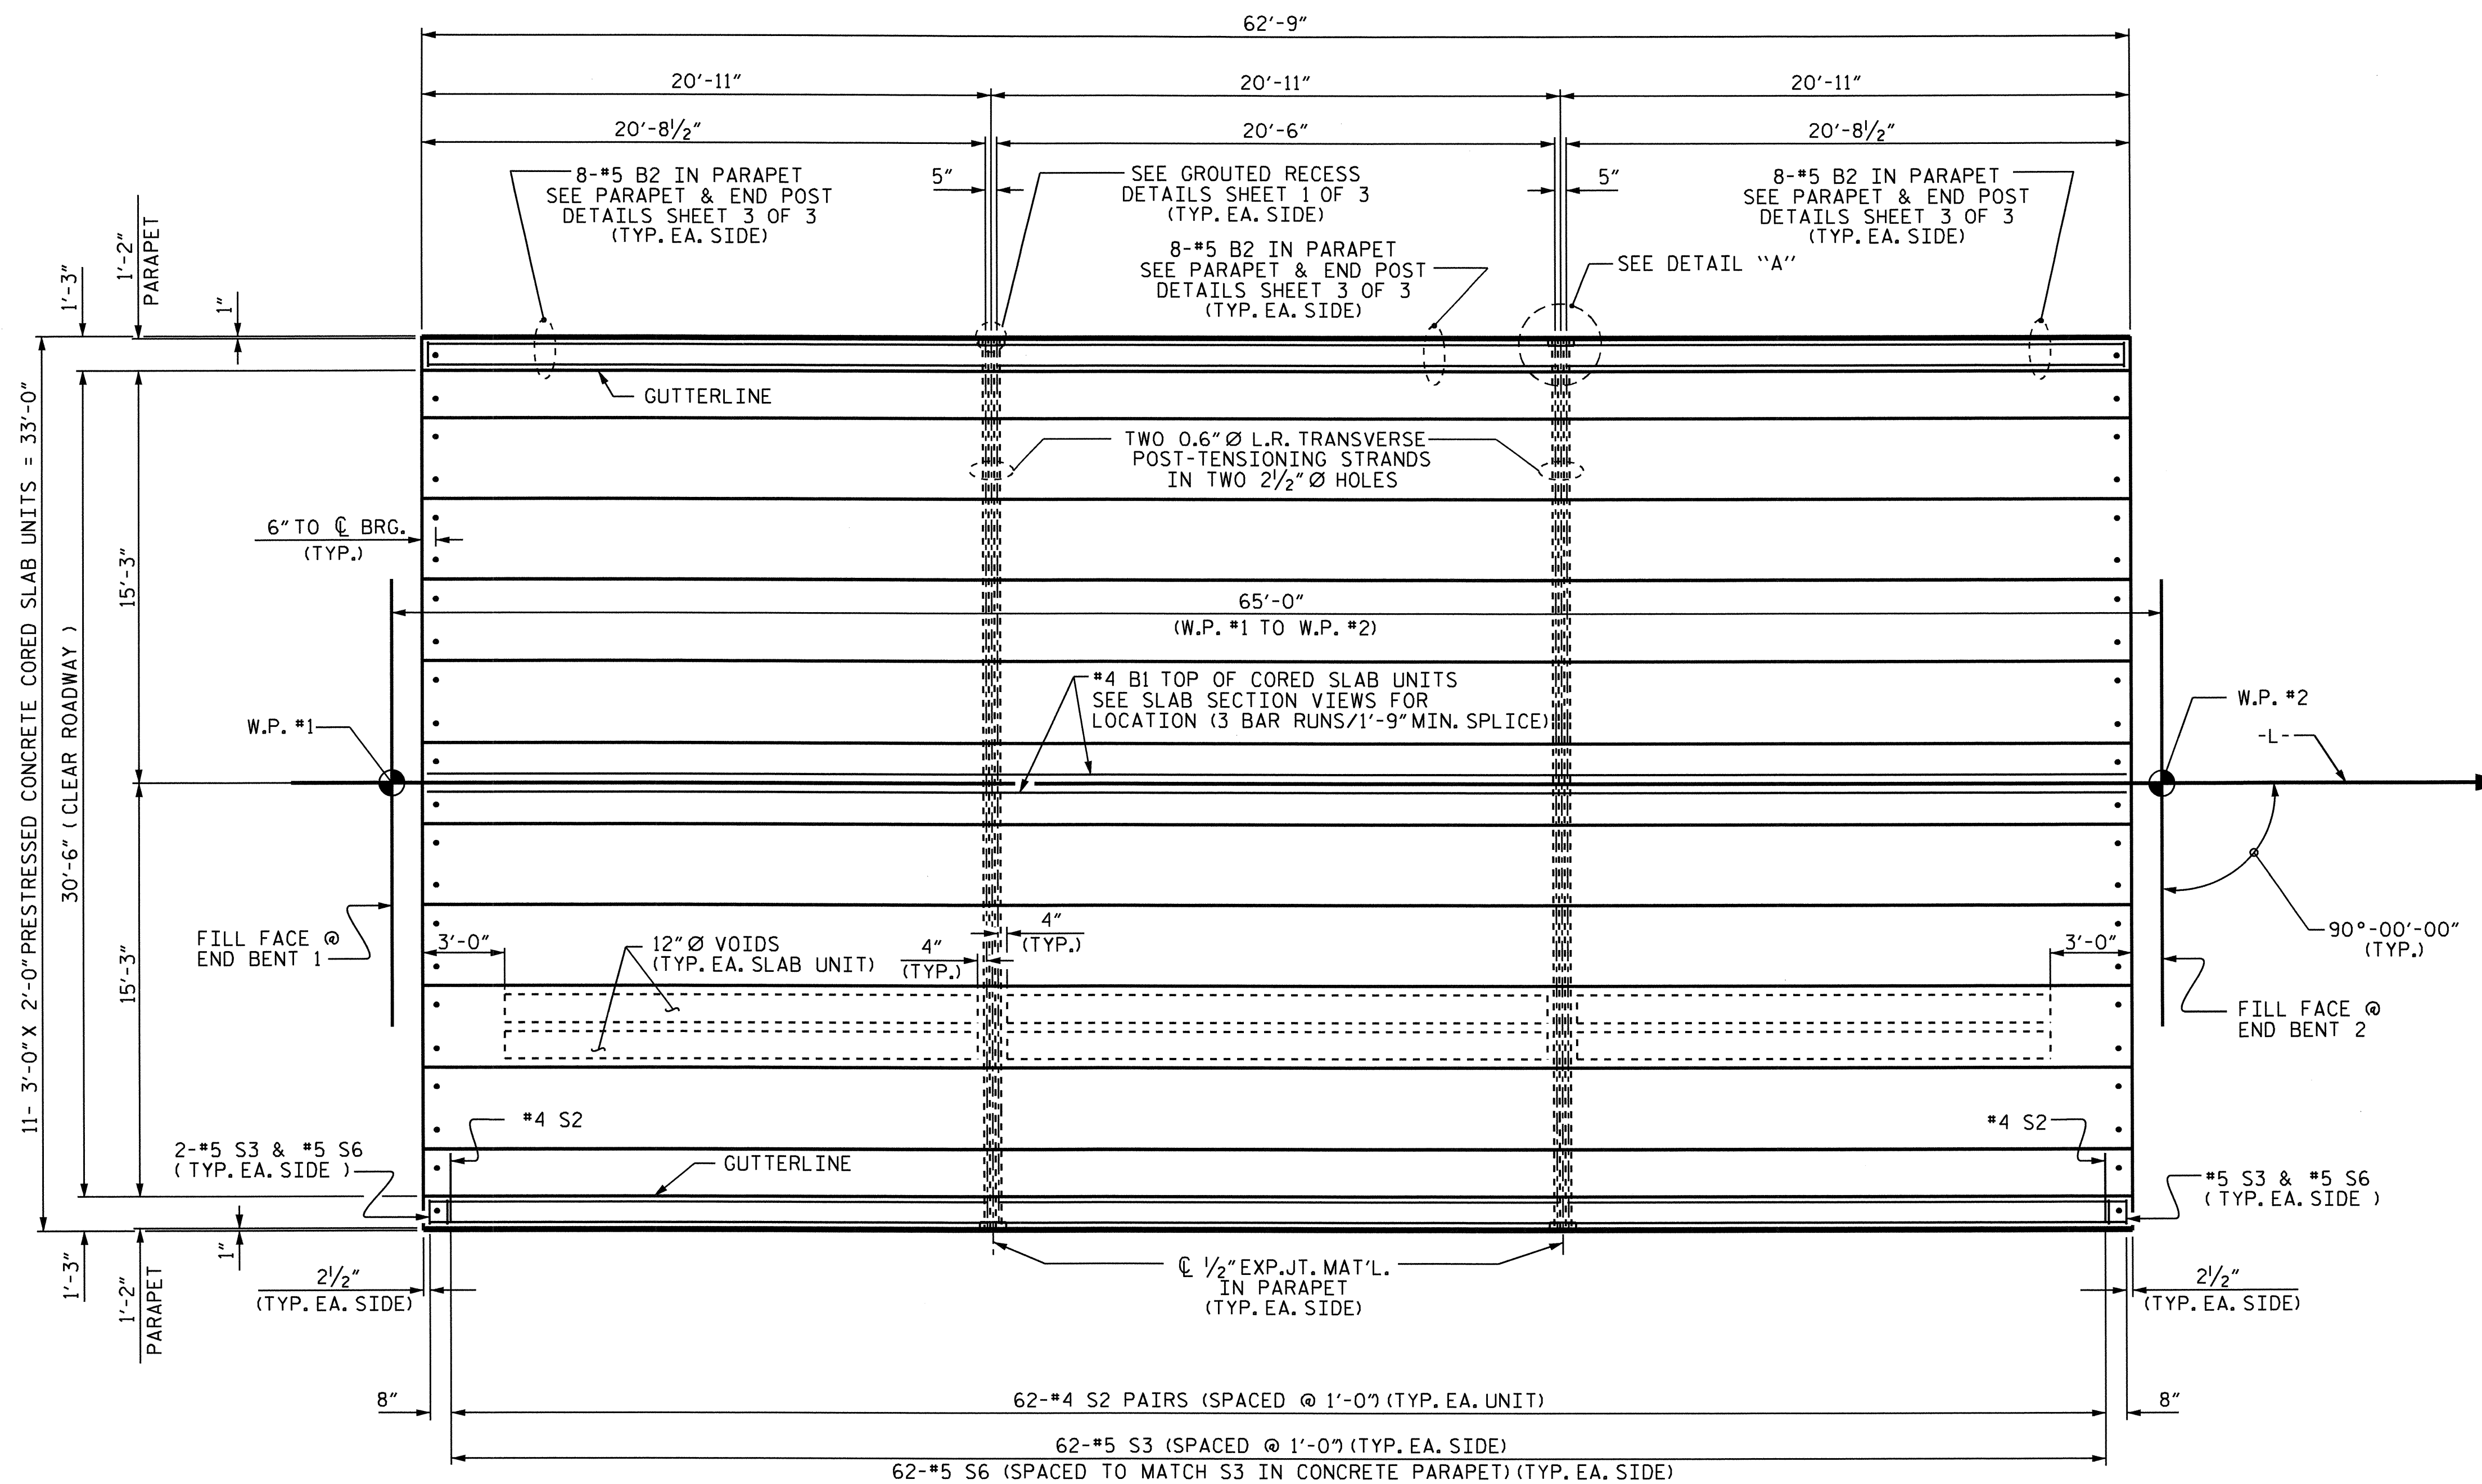 62'-9"
20'-11"
20'-11"
20'-11"
20'-8½"
20'-6"
20'-8½"
8-#5 B2 IN PARAPET
SEE PARAPET & END POST
DETAILS SHEET 3 OF 3
(TYP. EA. SIDE)
5"
SEE GROUTED RECESS
DETAILS SHEET 1 OF 3
(TYP. EA. SIDE)
5"
8-#5 B2 IN PARAPET
SEE PARAPET & END POST
DETAILS SHEET 3 OF 3
(TYP. EA. SIDE)
8-#5 B2 IN PARAPET
SEE PARAPET & END POST
DETAILS SHEET 3 OF 3
(TYP. EA. SIDE)
SEE DETAIL "A"
1'-3"
1'-2"
PARAPET
1"
GUTTERLINE
TWO 0.6" Ø L.R. TRANSVERSE
POST-TENSIONING STRANDS
IN TWO 2½" Ø HOLES
6" TO ℄ BRG.
(TYP.)
11- 3'-0" X 2'-0" PRESTRESSED CONCRETE CORED SLAB UNITS = 33'-0"
30'-6" ( CLEAR ROADWAY )
15'-3"
15'-3"
65'-0"
(W.P. #1 TO W.P. #2)
#4 B1 TOP OF CORED SLAB UNITS
SEE SLAB SECTION VIEWS FOR
LOCATION (3 BAR RUNS/1'-9" MIN. SPLICE)
W.P. #1
W.P. #2
-L-
FILL FACE @
END BENT 1
3'-0"
12" Ø VOIDS
(TYP. EA. SLAB UNIT)
4"
(TYP.)
4"
(TYP.)
3'-0"
90°-00'-00"
(TYP.)
FILL FACE @
END BENT 2
#4 S2
#4 S2
2-#5 S3 & #5 S6
( TYP. EA. SIDE )
GUTTERLINE
#5 S3 & #5 S6
( TYP. EA. SIDE )
1'-3"
1'-2"
PARAPET
1"
2½"
(TYP. EA. SIDE)
℄ ½" EXP. JT. MAT'L.
IN PARAPET
(TYP. EA. SIDE)
2½"
(TYP. EA. SIDE)
8"
62-#4 S2 PAIRS (SPACED @ 1'-0") (TYP. EA. UNIT)
8"
62-#5 S3 (SPACED @ 1'-0") (TYP. EA. SIDE)
62-#5 S6 (SPACED TO MATCH S3 IN CONCRETE PARAPET) (TYP. EA. SIDE)